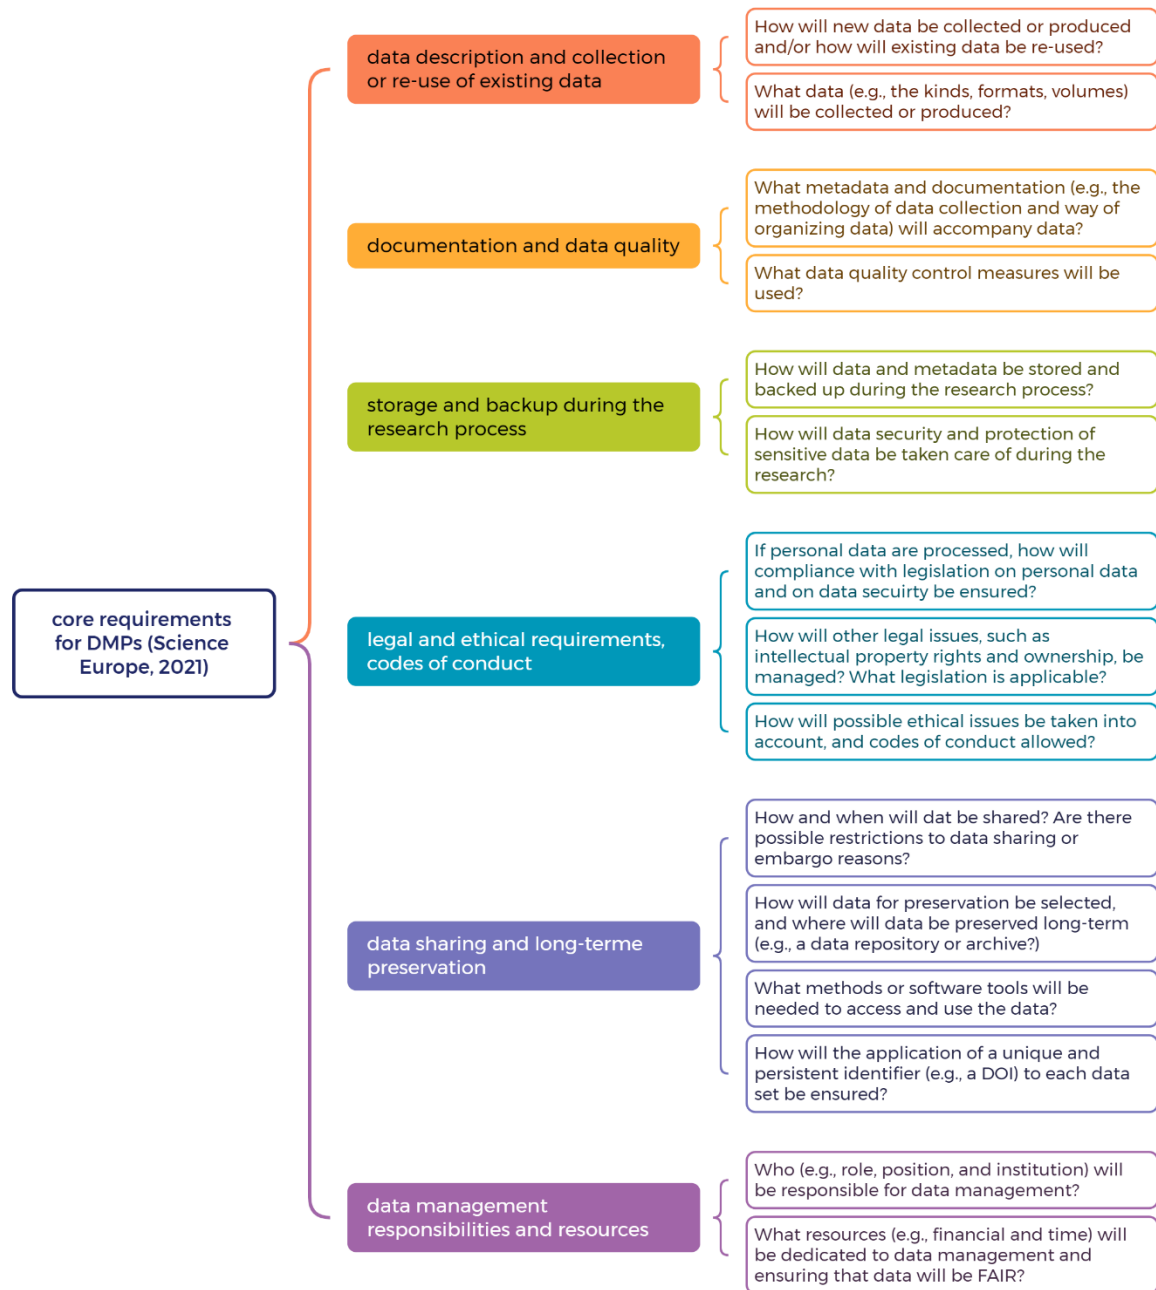 core requirements
for DMPs (Science
Europe, 2021)
data description and collection
or re-use of existing data
How will new data be collected or produced
and/or how will existing data be re-used?
What data (e.g., the kinds, formats, volumes)
will be collected or produced?
documentation and data quality
What metadata and documentation (e.g., the
methodology of data collection and way of
organizing data) will accompany data?
What data quality control measures will be
used?
storage and backup during the
research process
How will data and metadata be stored and
backed up during the research process?
How will data security and protection of
sensitive data be taken care of during the
research?
legal and ethical requirements,
codes of conduct
If personal data are processed, how will
compliance with legislation on personal data
and on data secuirty be ensured?
How will other legal issues, such as
intellectual property rights and ownership, be
managed? What legislation is applicable?
How will possible ethical issues be taken into
account, and codes of conduct allowed?
data sharing and long-terme
preservation
How and when will dat be shared? Are there
possible restrictions to data sharing or
embargo reasons?
How will data for preservation be selected,
and where will data be preserved long-term
(e.g., a data repository or archive?)
What methods or software tools will be
needed to access and use the data?
How will the application of a unique and
persistent identifier (e.g., a DOI) to each data
set be ensured?
data management
responsibilities and resources
Who (e.g., role, position, and institution) will
be responsible for data management?
What resources (e.g., financial and time) will
be dedicated to data management and
ensuring that data will be FAIR?